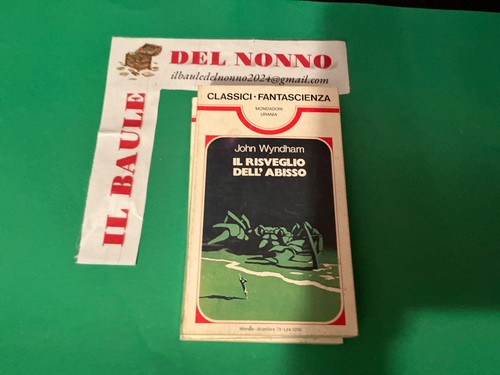 DEL NONNO
ilbauledelnonno2024@gmail.com
IL BAULE
CLASSICI • FANTASCIENZA
MONDADORI
URANIA
John Wyndham
IL RISVEGLIO
DELL' ABISSO